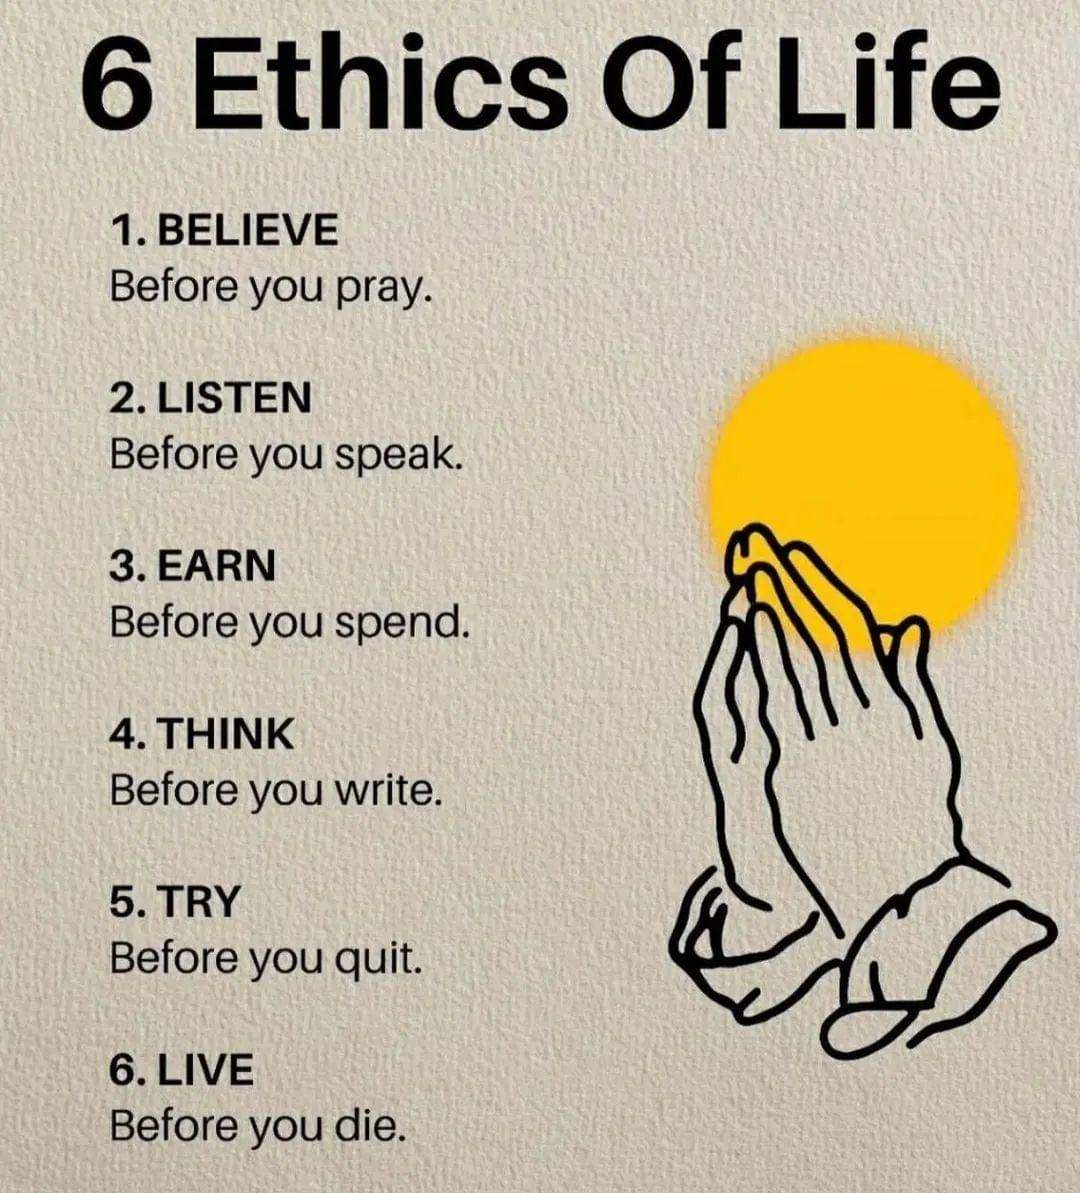 6 Ethics Of Life
1. BELIEVE
Before you pray.
2. LISTEN
Before you speak.
3. EARN
Before you spend.
4. THINK
Before you write.
5. TRY
Before you quit.
6. LIVE
Before you die.